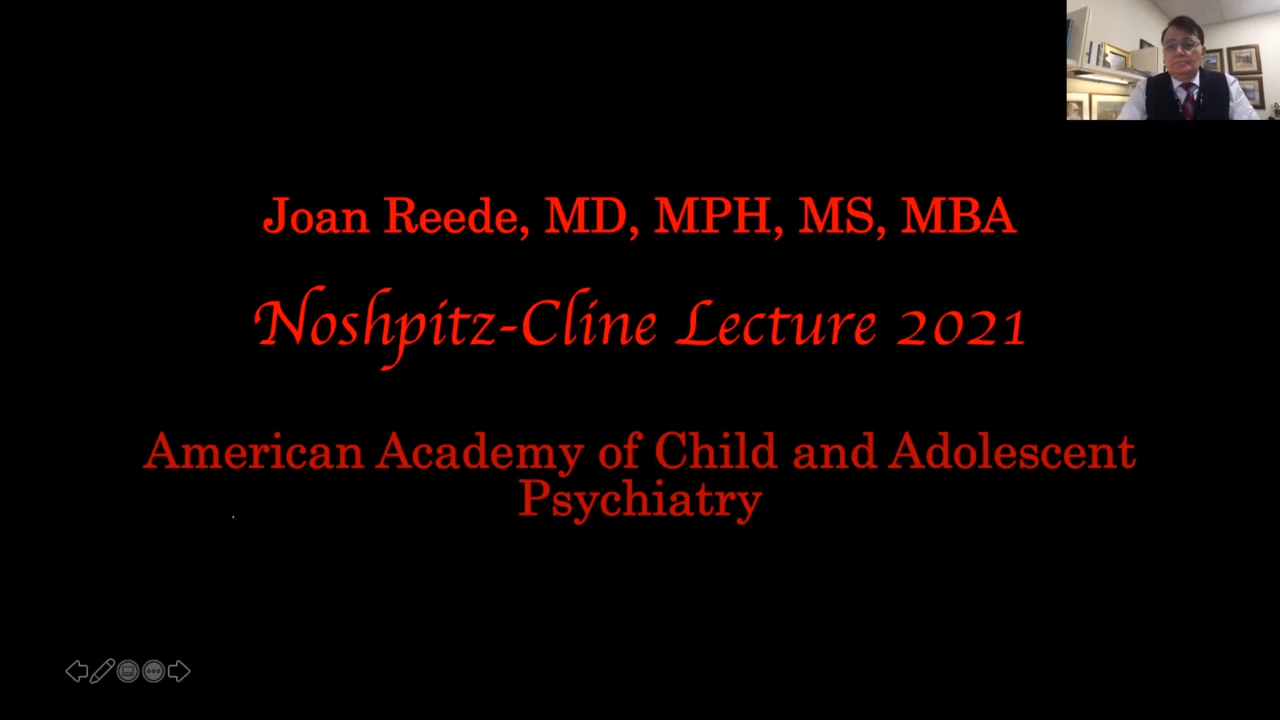 Joan Reede, MD, MPH, MS, MBA
Noshpitz-Cline Lecture 2021
American Academy of Child and Adolescent
Psychiatry